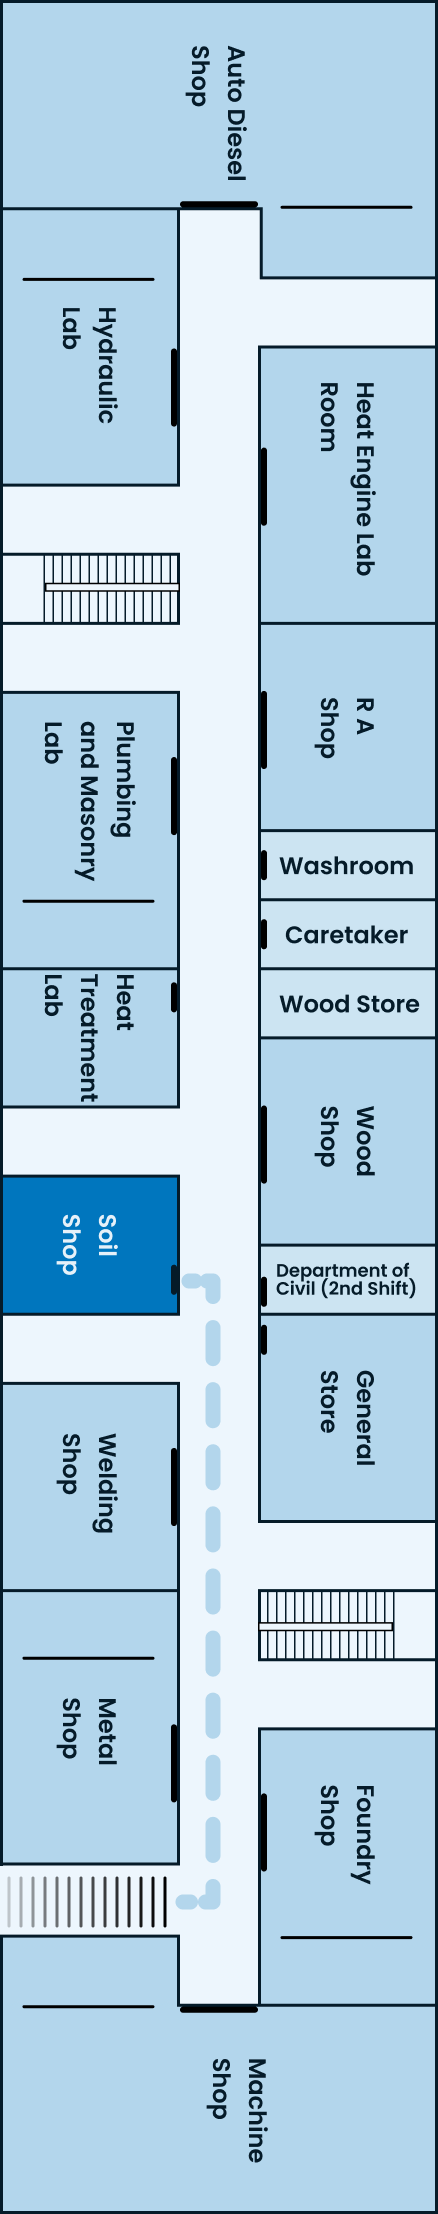 Auto Diesel
Shop
Hydraulic
Lab
Heat Engine Lab
Room
R A
Shop
Plumbing
and Masonry
Lab
Washroom
Caretaker
Heat
Treatment
Lab
Wood Store
Wood
Shop
Soil
Shop
Department of
Civil (2nd Shift)
General
Store
Welding
Shop
Metal
Shop
Foundry
Shop
Machine
Shop